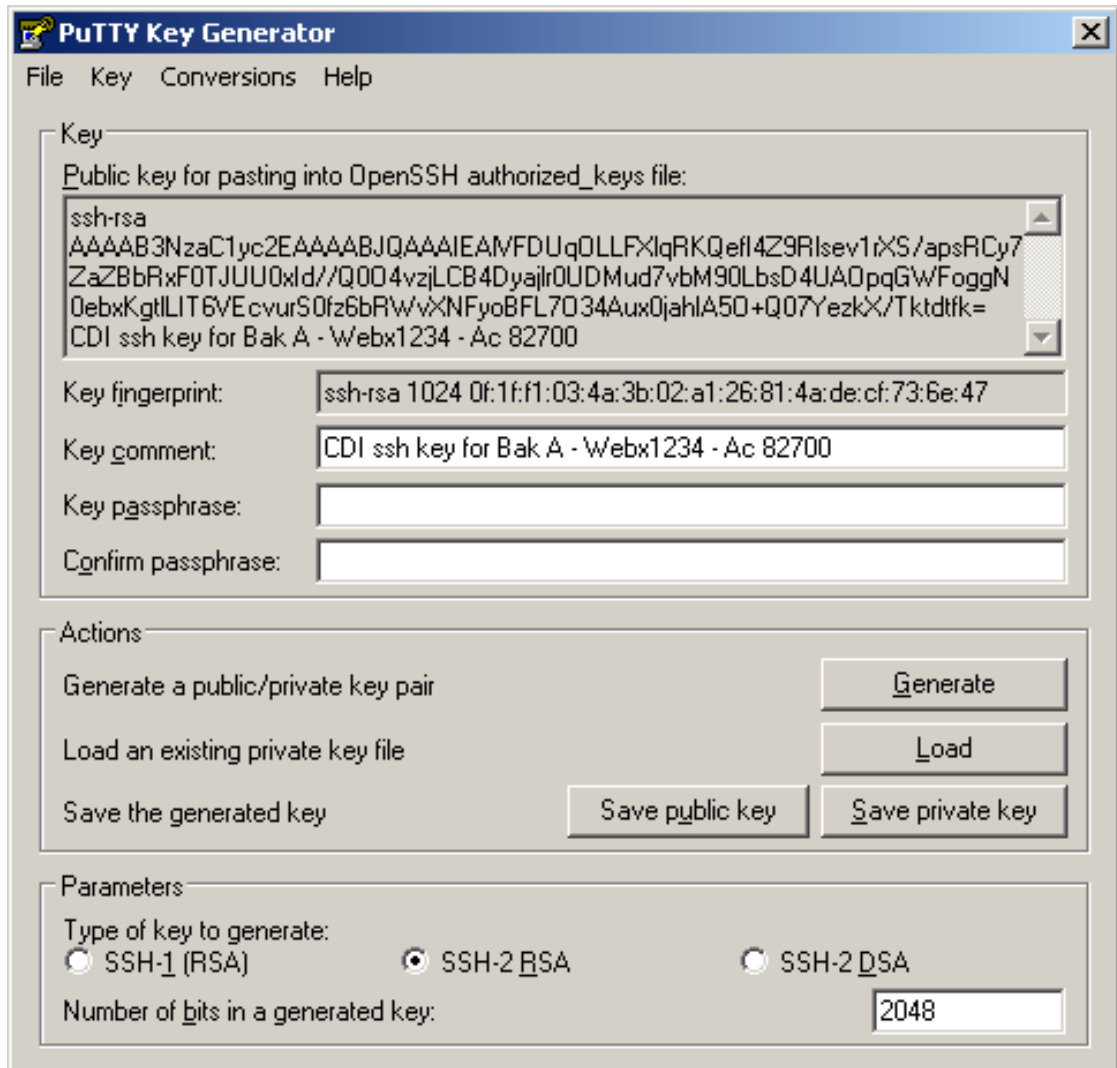 PuTTY Key Generator
File Key Conversions Help
Key
Public key for pasting into OpenSSH authorized_keys file:
ssh-rsa
AAAAB3NzaC1yc2EAAAABJQAAAIEAMFDUqOLLFXIqRKQefI4Z9RIsev1rXS/apsRCy7
ZaZBbRxF0TJUU0xId//Q0O4vzjLCB4Dyajlr0UDMud7vbM90LbsD4UAOpqGWFoggN
0ebxKgtlLIT6VEcvurS0fz6bRWvXNFyoBFL7O34Aux0jahIA5O+Q07YezkX/Tktdtfk=
CDI ssh key for Bak A - Webx1234 - Ac 82700
Key fingerprint: ssh-rsa 1024 0f:1f:f1:03:4a:3b:02:a1:26:81:4a:de:cf:73:6e:47
Key comment: CDI ssh key for Bak A - Webx1234 - Ac 82700
Key passphrase:
Confirm passphrase:
Actions
Generate a public/private key pair Generate
Load an existing private key file Load
Save the generated key Save public key Save private key
Parameters
Type of key to generate:
SSH-1 (RSA) SSH-2 RSA SSH-2 DSA
Number of bits in a generated key: 2048